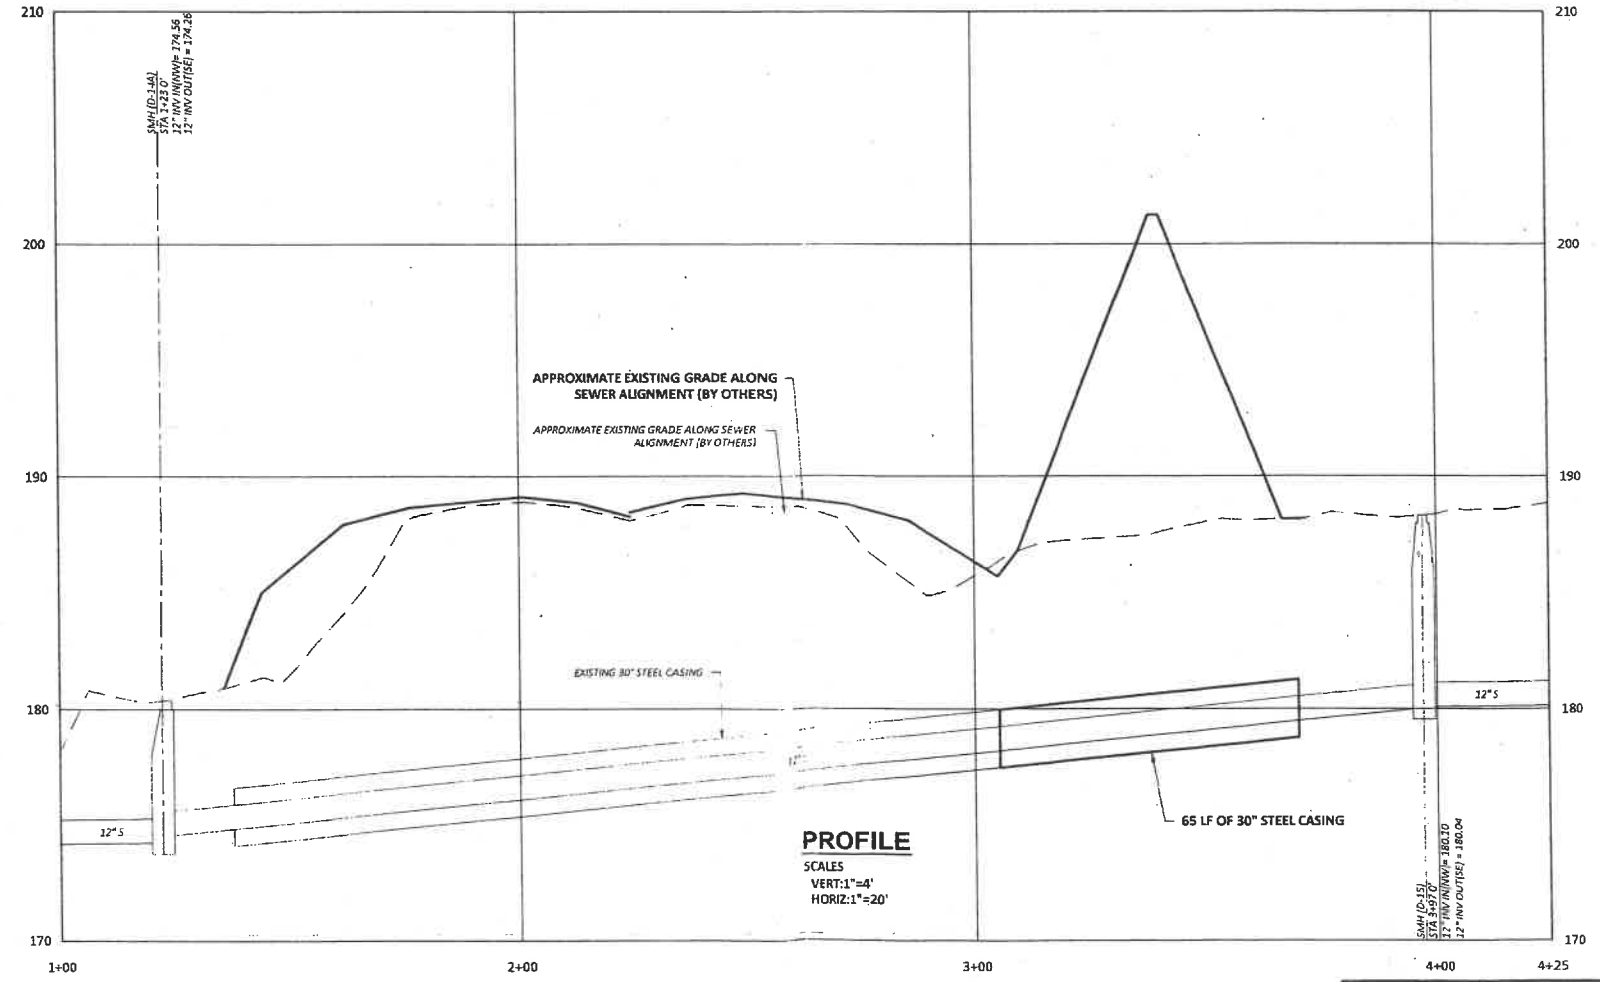 210
210
SMH (D-14A)
STA 1+23.0'
12" INV IN(NW)= 174.56
12" INV OUT(SE) = 174.26
200
200
APPROXIMATE EXISTING GRADE ALONG
SEWER ALIGNMENT (BY OTHERS)
APPROXIMATE EXISTING GRADE ALONG SEWER
ALIGNMENT (BY OTHERS)
190
190
EXISTING 30" STEEL CASING
180
180
12" S
12" S
12"
65 LF OF 30" STEEL CASING
PROFILE
SCALES
VERT:1"=4'
HORIZ:1"=20'
SMH (D-15)
STA 3+97.0'
12" INV IN(NW)= 180.10
12" INV OUT(SE) = 180.04
170
170
1+00
2+00
3+00
4+00
4+25